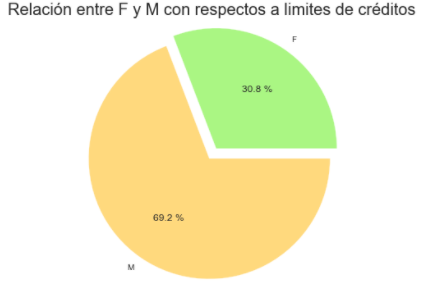 Relación entre F y M con respectos a limites de créditos
F
30.8 %
69.2 %
M